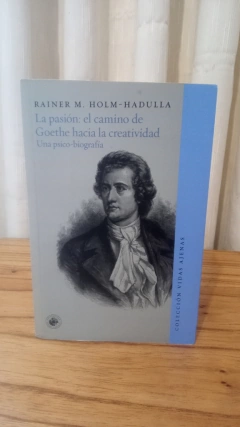 RAINER M. HOLM-HADULLA
La pasión: el camino de
Goethe hacia la creatividad
Una psico-biografía
COLECCIÓN VIDAS AJENAS